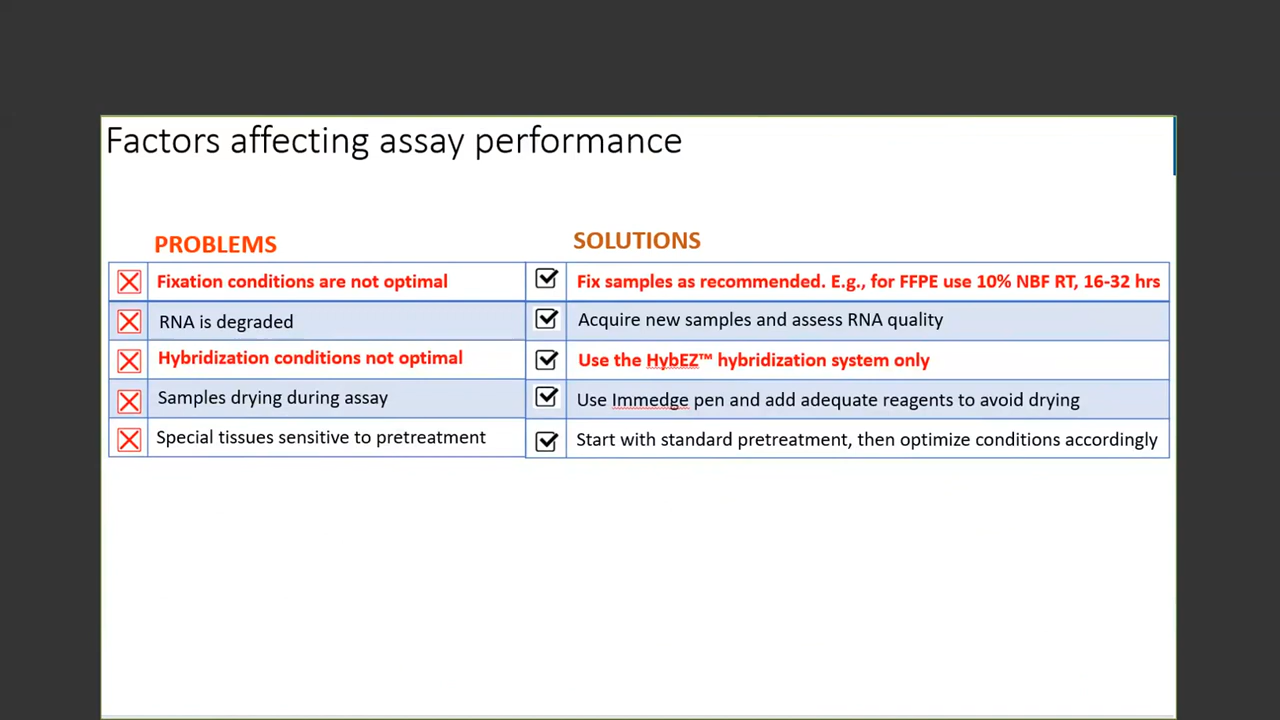 Factors affecting assay performance
PROBLEMS
SOLUTIONS
Fixation conditions are not optimal
Fix samples as recommended. E.g., for FFPE use 10% NBF RT, 16-32 hrs
RNA is degraded
Acquire new samples and assess RNA quality
Hybridization conditions not optimal
Use the HybEZ™ hybridization system only
Samples drying during assay
Use Immedge pen and add adequate reagents to avoid drying
Special tissues sensitive to pretreatment
Start with standard pretreatment, then optimize conditions accordingly